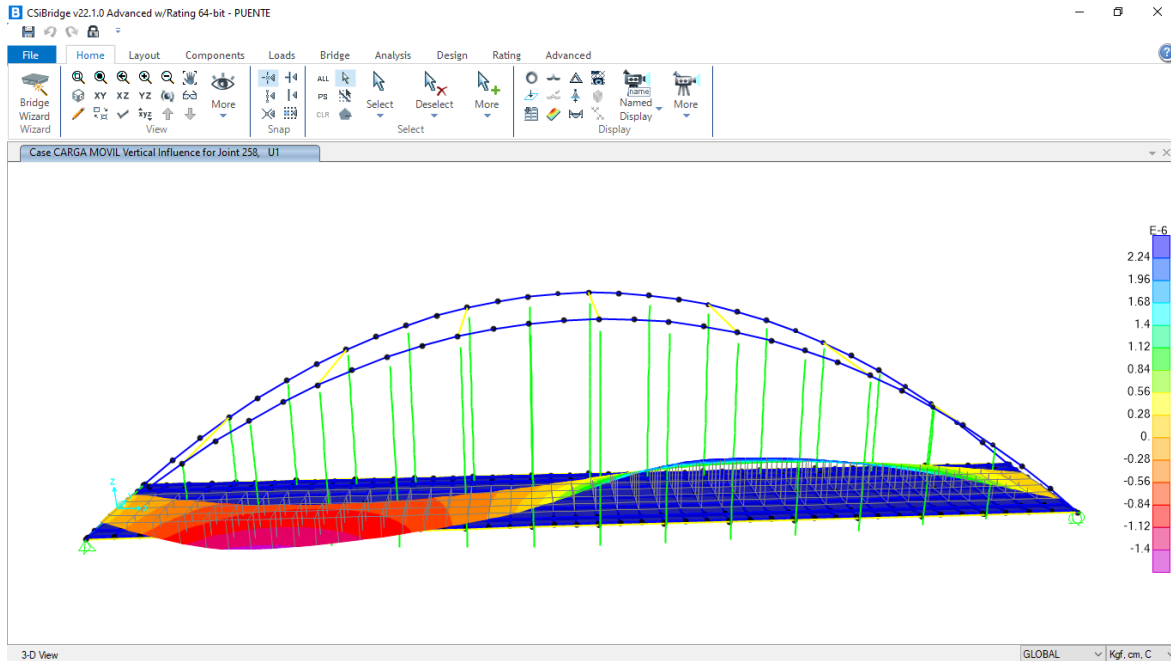 B CSiBridge v22.1.0 Advanced w/Rating 64-bit - PUENTE
File Home Layout Components Loads Bridge Analysis Design Rating Advanced
Bridge Wizard
XY XZ YZ
xyz
More
ALL
PS
CLR
Select
Deselect
More
name
Named Display
More
Wizard View Snap Select Display
Case CARGA MOVIL Vertical Influence for Joint 258, U1
E-6
2.24
1.96
1.68
1.4
1.12
0.84
0.56
0.28
0.
-0.28
-0.56
-0.84
-1.12
-1.4
Z
3-D View
GLOBAL
Kgf, cm, C